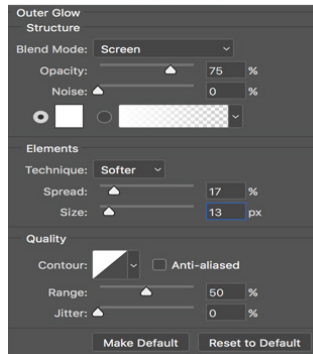 Outer Glow
Structure
Blend Mode: Screen
Opacity: 75 %
Noise: 0 %
Elements
Technique: Softer
Spread: 17 %
Size: 13 px
Quality
Contour: Anti-aliased
Range: 50 %
Jitter: 0 %
Make Default Reset to Default